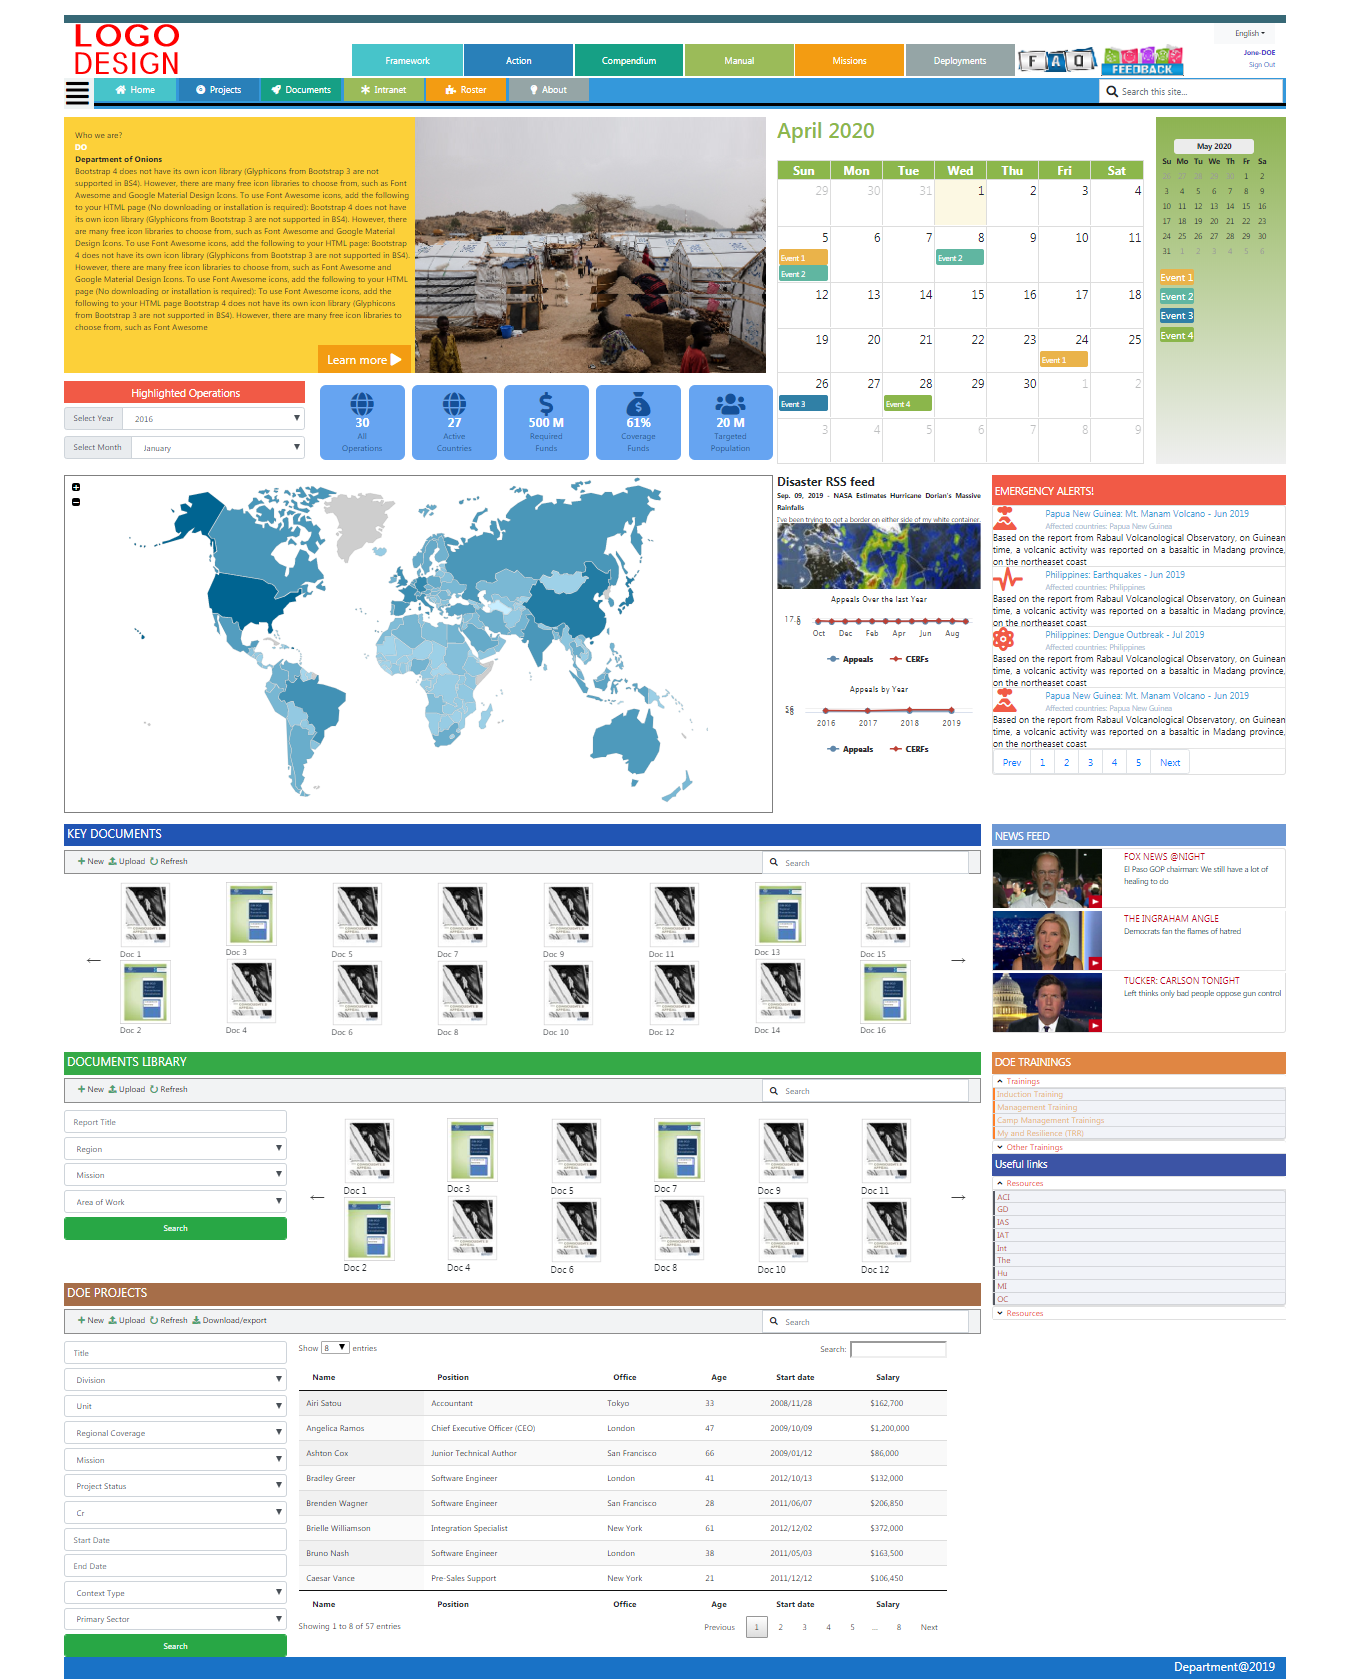 LOGO
DESIGN
English
Framework
Action
Compendium
Manual
Missions
Deployments
FAQ
FEEDBACK
Jone-DOE
Sign Out
Home
Projects
Documents
Intranet
Roster
About
Search this site...
Who we are?
DO
Department of Onions
Bootstrap 4 does not have its own icon library (Glyphicons from Bootstrap 3 are not
supported in BS4). However, there are many free icon libraries to choose from, such as Font
Awesome and Google Material Design Icons. To use Font Awesome icons, add the following
to your HTML page (No downloading or installation is required): Bootstrap 4 does not have
its own icon library (Glyphicons from Bootstrap 3 are not supported in BS4). However, there
are many free icon libraries to choose from, such as Font Awesome and Google Material
Design Icons. To use Font Awesome icons, add the following to your HTML page: Bootstrap
4 does not have its own icon library (Glyphicons from Bootstrap 3 are not supported in BS4).
However, there are many free icon libraries to choose from, such as Font Awesome and
Google Material Design Icons. To use Font Awesome icons, add the following to your HTML
page (No downloading or installation is required): To use Font Awesome icons, add the
following to your HTML page Bootstrap 4 does not have its own icon library (Glyphicons
from Bootstrap 3 are not supported in BS4). However, there are many free icon libraries to
choose from, such as Font Awesome
Learn more
April 2020
Sun Mon Tue Wed Thu Fri Sat
29 30 31 1 2 3 4
5 6 7 8 9 10 11
Event 1
Event 2
Event 2
12 13 14 15 16 17 18
19 20 21 22 23 24 25
Event 1
26 27 28 29 30 1 2
Event 3
Event 4
3 4 5 6 7 8 9
May 2020
Su Mo Tu We Th Fr Sa
26 27 28 29 30 1 2
3 4 5 6 7 8 9
10 11 12 13 14 15 16
17 18 19 20 21 22 23
24 25 26 27 28 29 30
31 1 2 3 4 5 6
Event 1
Event 2
Event 3
Event 4
Highlighted Operations
Select Year 2016
Select Month January
30
All
Operations
27
Active
Countries
500 M
Required
Funds
61%
Coverage
Funds
20 M
Targeted
Population
Disaster RSS feed
Sep. 09, 2019 - NASA Estimates Hurricane Dorian's Massive
Rainfalls
I've been trying to get a border on either side of my white container
Appeals Over the last Year
17.5
Oct Dec Feb Apr Jun Aug
Appeals CERFs
Appeals by Year
2016 2017 2018 2019
Appeals CERFs
EMERGENCY ALERTS!
Papua New Guinea: Mt. Manam Volcano - Jun 2019
Affected countries: Papua New Guinea
Based on the report from Rabaul Volcanological Observatory, on Guinean
time, a volcanic activity was reported on a basaltic in Madang province,
on the northeaset coast
Philippines: Earthquakes - Jun 2019
Affected countries: Philippines
Based on the report from Rabaul Volcanological Observatory, on Guinean
time, a volcanic activity was reported on a basaltic in Madang province,
on the northeaset coast
Philippines: Dengue Outbreak - Jul 2019
Affected countries: Philippines
Based on the report from Rabaul Volcanological Observatory, on Guinean
time, a volcanic activity was reported on a basaltic in Madang province,
on the northeaset coast
Papua New Guinea: Mt. Manam Volcano - Jun 2019
Affected countries: Papua New Guinea
Based on the report from Rabaul Volcanological Observatory, on Guinean
time, a volcanic activity was reported on a basaltic in Madang province,
on the northeaset coast
Prev 1 2 3 4 5 Next
KEY DOCUMENTS
New Upload Refresh
Search
Doc 1 Doc 3 Doc 5 Doc 7 Doc 9 Doc 11 Doc 13 Doc 15
Doc 2 Doc 4 Doc 6 Doc 8 Doc 10 Doc 12 Doc 14 Doc 16
NEWS FEED
FOX NEWS @NIGHT
El Paso GOP chairman: We still have a lot of
healing to do
THE INGRAHAM ANGLE
Democrats fan the flames of hatred
TUCKER: CARLSON TONIGHT
Left thinks only bad people oppose gun control
DOCUMENTS LIBRARY
New Upload Refresh
Search
Report Title
Region
Mission
Area of Work
Search
Doc 1 Doc 3 Doc 5 Doc 7 Doc 9 Doc 11
Doc 2 Doc 4 Doc 6 Doc 8 Doc 10 Doc 12
DOE TRAININGS
Trainings
Induction Training
Management Training
Camp Management Trainings
My and Resilience (TRR)
Other Trainings
Useful links
Resources
ACI
GD
IAS
IAT
Int
The
Hu
MI
OC
Resources
DOE PROJECTS
New Upload Refresh Download/export
Search
Title
Division
Unit
Regional Coverage
Mission
Project Status
Cr
Start Date
End Date
Context Type
Primary Sector
Search
Show 8 entries
Search:
Name Position Office Age Start date Salary
Airi Satou Accountant Tokyo 33 2008/11/28 $162,700
Angelica Ramos Chief Executive Officer (CEO) London 47 2009/10/09 $1,200,000
Ashton Cox Junior Technical Author San Francisco 66 2009/01/12 $86,000
Bradley Greer Software Engineer London 41 2012/10/13 $132,000
Brenden Wagner Software Engineer San Francisco 28 2011/06/07 $206,850
Brielle Williamson Integration Specialist New York 61 2012/12/02 $372,000
Bruno Nash Software Engineer London 38 2011/05/03 $163,500
Caesar Vance Pre-Sales Support New York 21 2011/12/12 $106,450
Name Position Office Age Start date Salary
Showing 1 to 8 of 57 entries
Previous 1 2 3 4 5 ... 8 Next
Department@2019